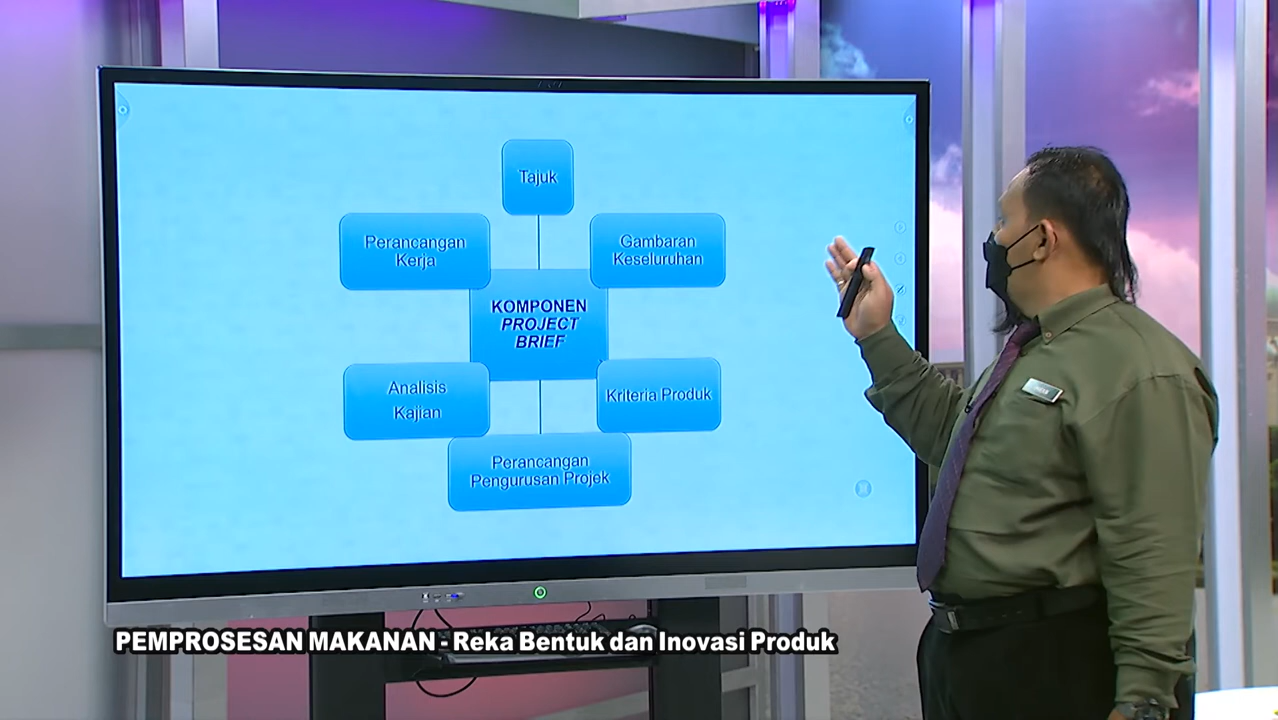 Tajuk
Perancangan
Kerja
Gambaran
Keseluruhan
KOMPONEN
PROJECT
BRIEF
Analisis
Kajian
Kriteria Produk
Perancangan
Pengurusan Projek
PEMPROSESAN MAKANAN - Reka Bentuk dan Inovasi Produk